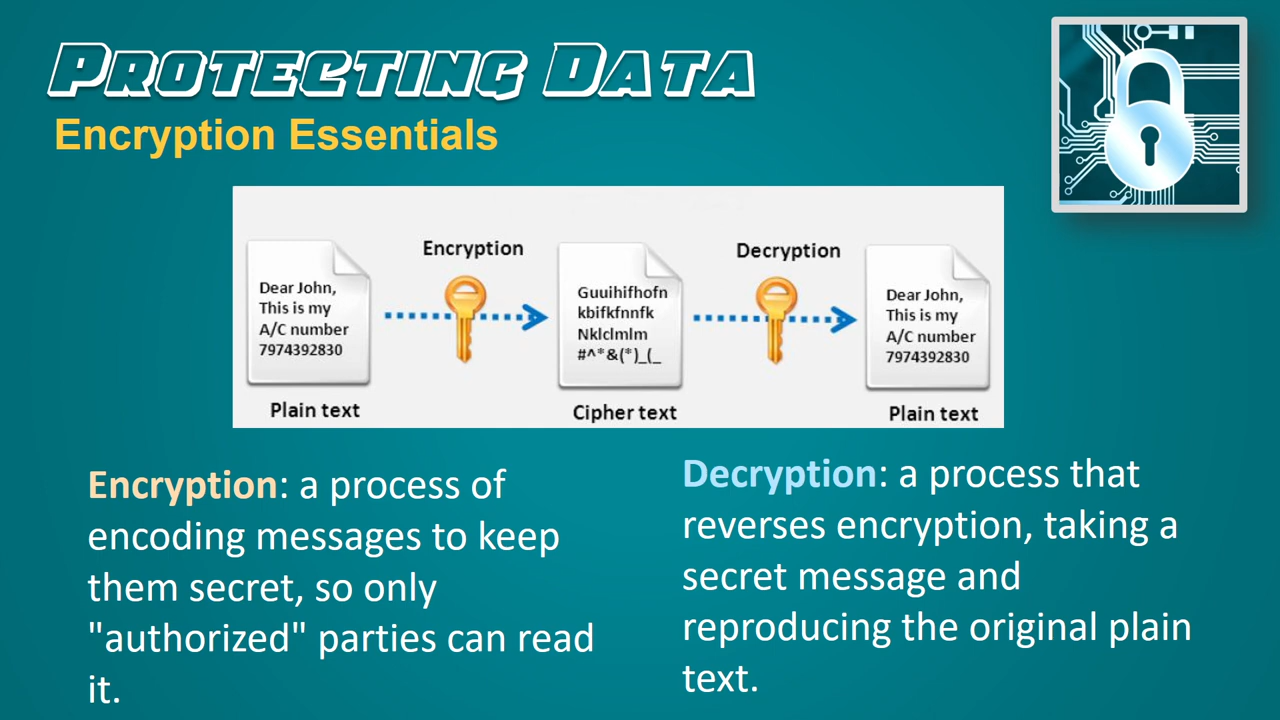 Protecting Data
Encryption Essentials
Encryption
Decryption
Dear John,
This is my
A/C number
7974392830
Guuihifhofn
kbifkfnnfk
Nklclmlm
#^*&(*)_(_
Dear John,
This is my
A/C number
7974392830
Plain text
Cipher text
Plain text
Encryption: a process of
encoding messages to keep
them secret, so only
"authorized" parties can read
it.
Decryption: a process that
reverses encryption, taking a
secret message and
reproducing the original plain
text.